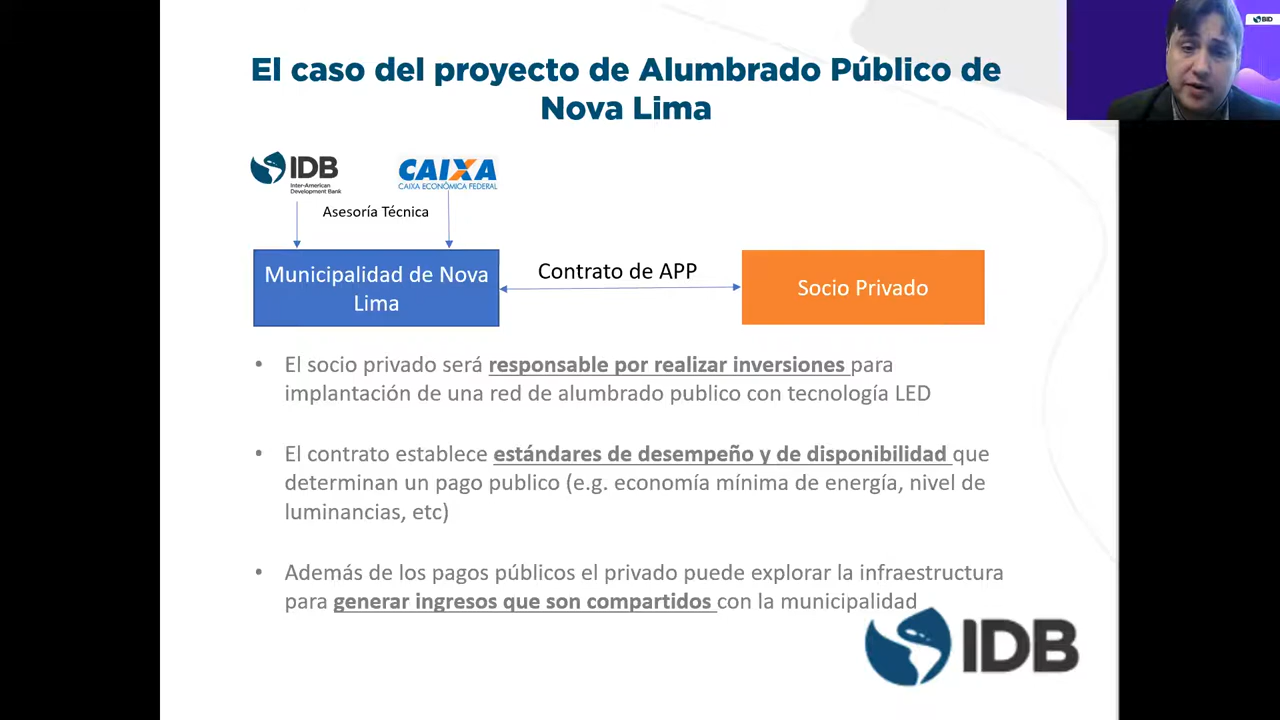 BID
El caso del proyecto de Alumbrado Público de
Nova Lima
IDB
Inter-American
Development Bank
CAIXA
CAIXA ECONÔMICA FEDERAL
Asesoría Técnica
Municipalidad de Nova
Lima
Contrato de APP
Socio Privado
• El socio privado será responsable por realizar inversiones para
implantación de una red de alumbrado publico con tecnología LED
• El contrato establece estándares de desempeño y de disponibilidad que
determinan un pago publico (e.g. economía mínima de energía, nivel de
luminancias, etc)
• Además de los pagos públicos el privado puede explorar la infraestructura
para generar ingresos que son compartidos con la municipalidad
IDB